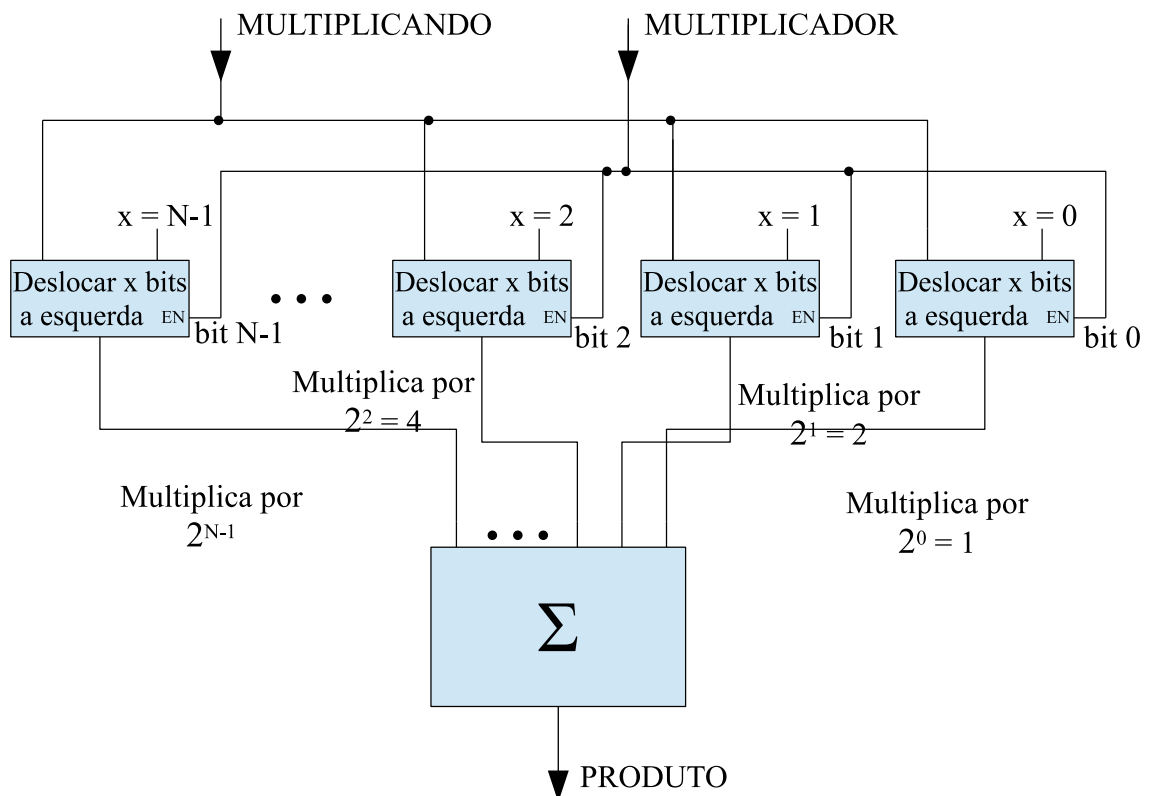 MULTIPLICANDO
MULTIPLICADOR
x = N-1
x = 2
x = 1
x = 0
Deslocar x bits
a esquerda
EN
bit N-1
Deslocar x bits
a esquerda
EN
bit 2
Deslocar x bits
a esquerda
EN
bit 1
Deslocar x bits
a esquerda
EN
bit 0
Multiplica por
2² = 4
Multiplica por
2¹ = 2
Multiplica por
2ᴺ⁻¹
Multiplica por
2⁰ = 1
Σ
PRODUTO